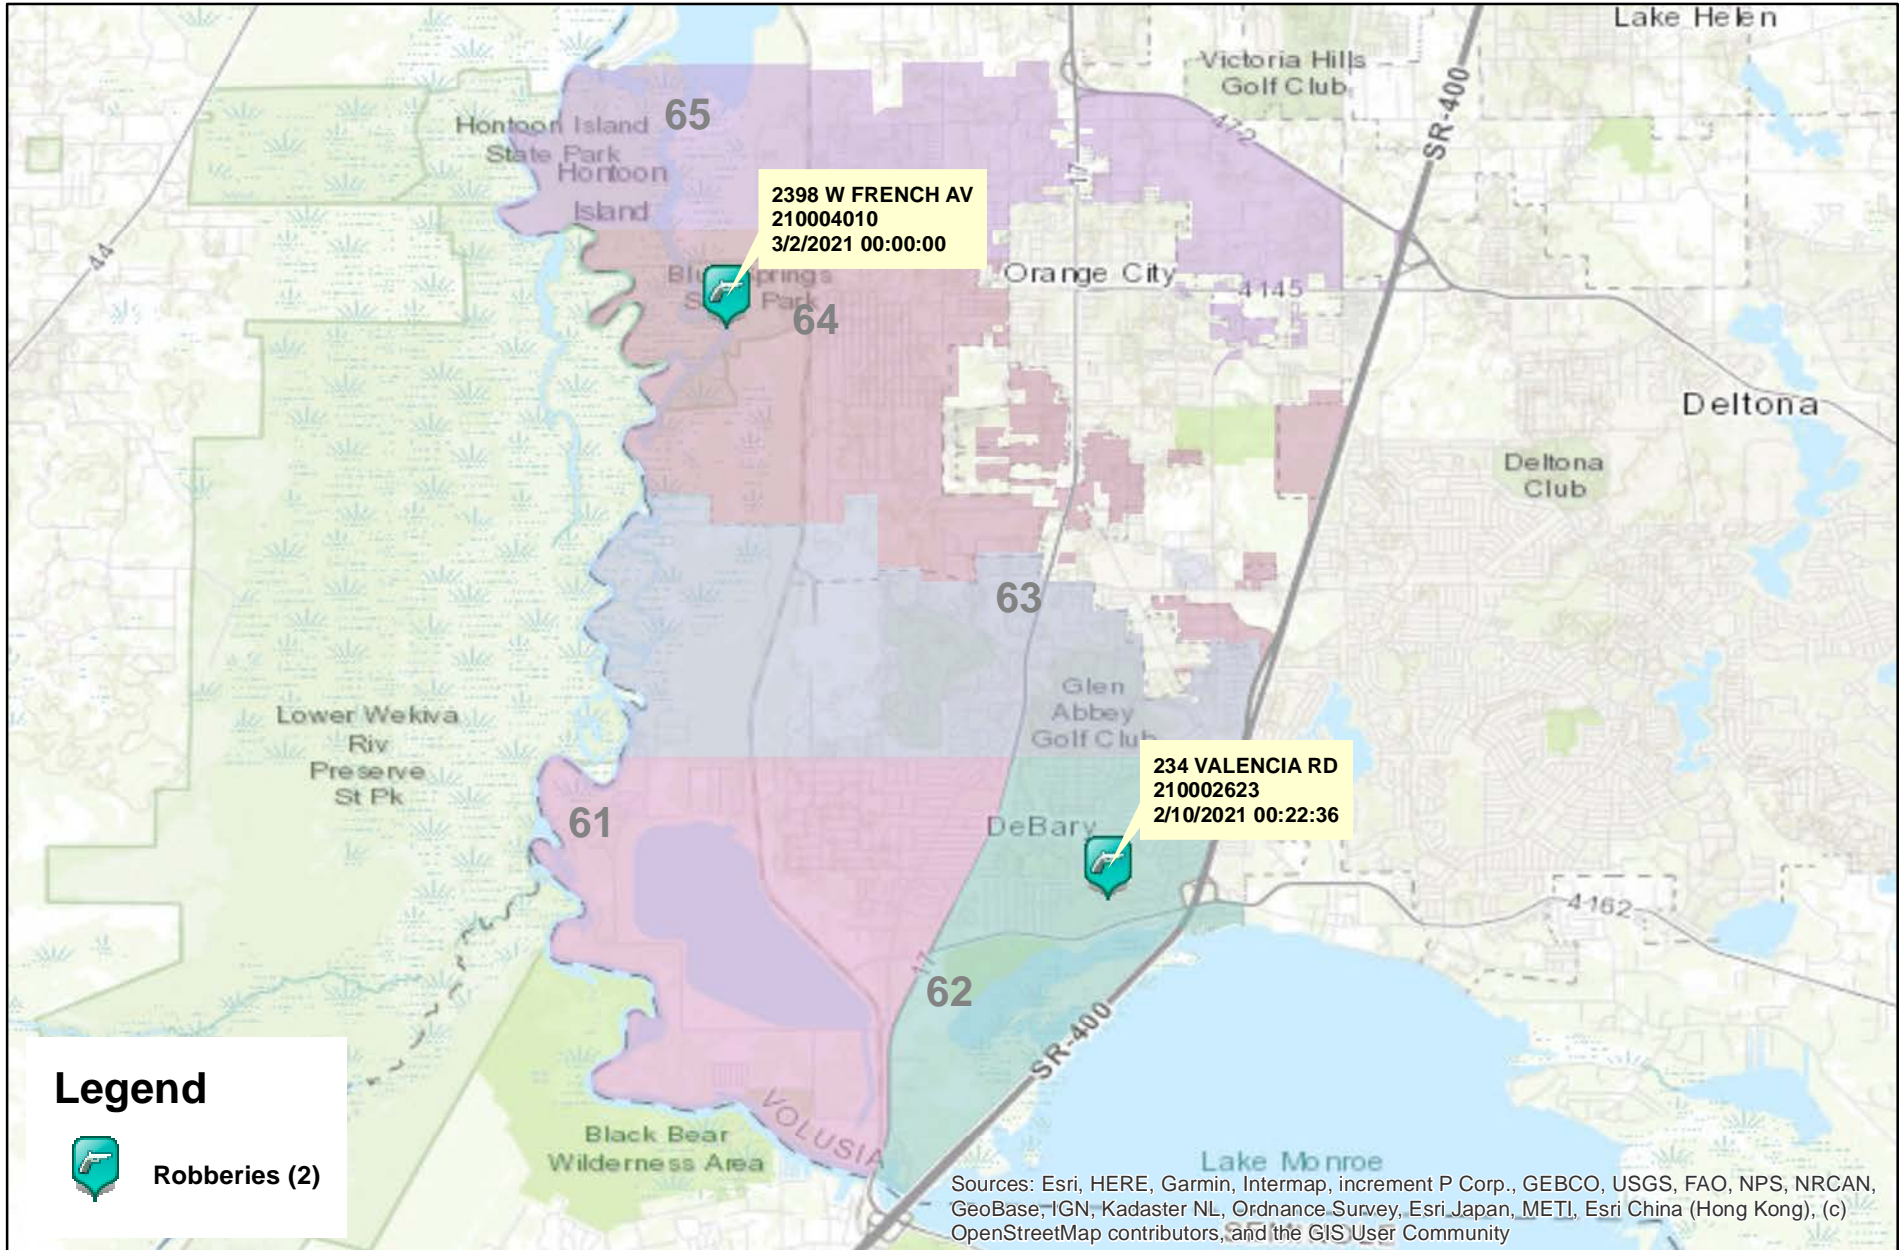 Lake Helen
Victoria Hills
Golf Club
SR-400
472
65
Hontoon Island
State Park
Hontoon
Island
17
44
2398 W FRENCH AV
210004010
3/2/2021 00:00:00
Orange City
4145
64
Deltona
Deltona
Club
63
Glen
Abbey
Golf Club
Lower Wekiva
Riv
Preserve
St Pk
234 VALENCIA RD
210002623
2/10/2021 00:22:36
61
DeBary
4162
17
62
SR-400
Legend
Robberies (2)
VOLUSIA
Black Bear
Wilderness Area
Lake Monroe
Sources: Esri, HERE, Garmin, Intermap, increment P Corp., GEBCO, USGS, FAO, NPS, NRCAN,
GeoBase, IGN, Kadaster NL, Ordnance Survey, Esri Japan, METI, Esri China (Hong Kong), (c)
OpenStreetMap contributors, and the GIS User Community